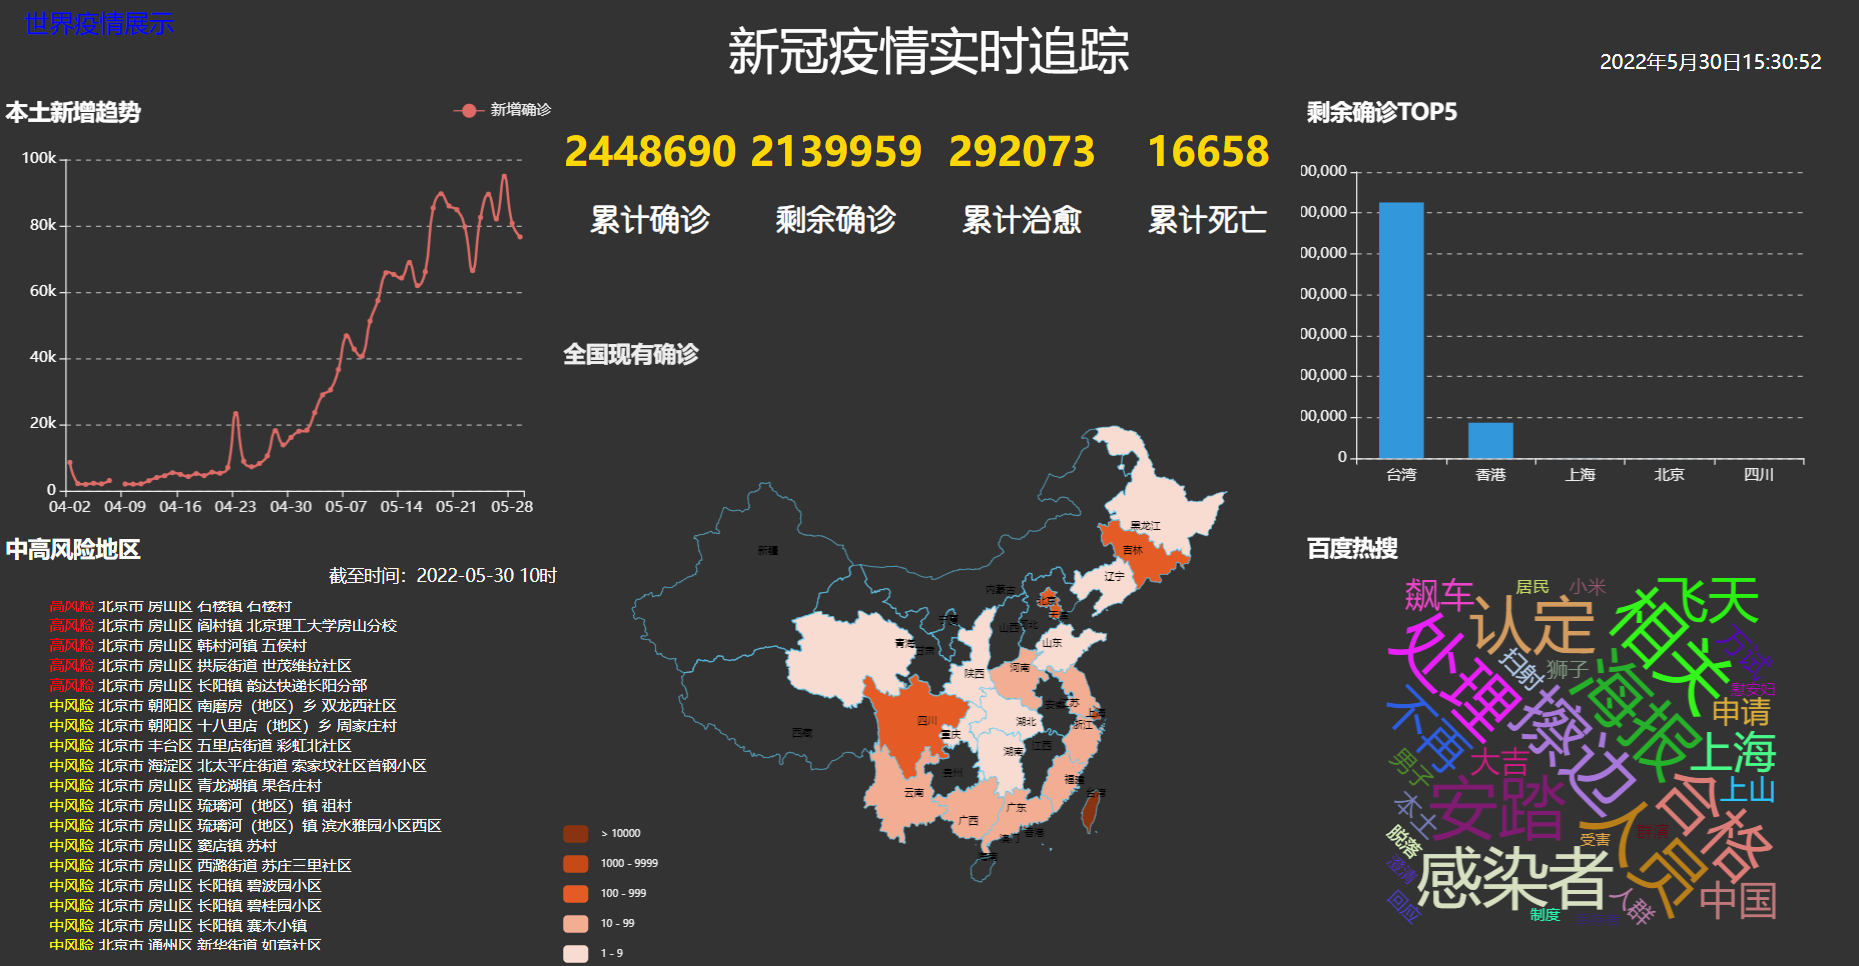 世界疫情展示
新冠疫情实时追踪
2022年5月30日15:30:52
本土新增趋势
新增确诊
100k
80k
60k
40k
20k
0
04-02 04-09 04-16 04-23 04-30 05-07 05-14 05-21 05-28
2448690 2139959 292073 16658
累计确诊 剩余确诊 累计治愈 累计死亡
剩余确诊TOP5
00,000
00,000
00,000
00,000
00,000
00,000
00,000
0
台湾 香港 上海 北京 四川
中高风险地区
截至时间：2022-05-30 10时
高风险 北京市 房山区 石楼镇 石楼村
高风险 北京市 房山区 阎村镇 北京理工大学房山分校
高风险 北京市 房山区 韩村河镇 五侯村
高风险 北京市 房山区 拱辰街道 世茂维拉社区
高风险 北京市 房山区 长阳镇 韵达快递长阳分部
中风险 北京市 朝阳区 南磨房（地区）乡 双龙西社区
中风险 北京市 朝阳区 十八里店（地区）乡 周家庄村
中风险 北京市 丰台区 五里店街道 彩虹北社区
中风险 北京市 海淀区 北太平庄街道 索家坟社区首钢小区
中风险 北京市 房山区 青龙湖镇 果各庄村
中风险 北京市 房山区 琉璃河（地区）镇 祖村
中风险 北京市 房山区 琉璃河（地区）镇 滨水雅园小区西区
中风险 北京市 房山区 窦店镇 苏村
中风险 北京市 房山区 西潞街道 苏庄三里社区
中风险 北京市 房山区 长阳镇 碧波园小区
中风险 北京市 房山区 长阳镇 碧桂园小区
中风险 北京市 房山区 长阳镇 赛木小镇
中风险 北京市 通州区 新华街道 如意社区
全国现有确诊
黑龙江
吉林
新疆
辽宁
内蒙古
北京
天津
宁夏
山西
河北
青海
甘肃
山东
陕西
河南
安徽
江苏
上海
西藏
四川
湖北
浙江
重庆
湖南
江西
贵州
福建
云南
台湾
广西
广东
香港
澳门
海南
> 10000
1000 - 9999
100 - 999
10 - 99
1 - 9
百度热搜
飙车
居民
小米
飞天
认定
相关
处理
扫射
狮子
万试
慰安妇
海报
申请
不再
擦边
上海
男子
大吉
上山
本土
安踏
合格
人员
受害
群演
脱落
澄清
感染者
中国
回应
人群
制度